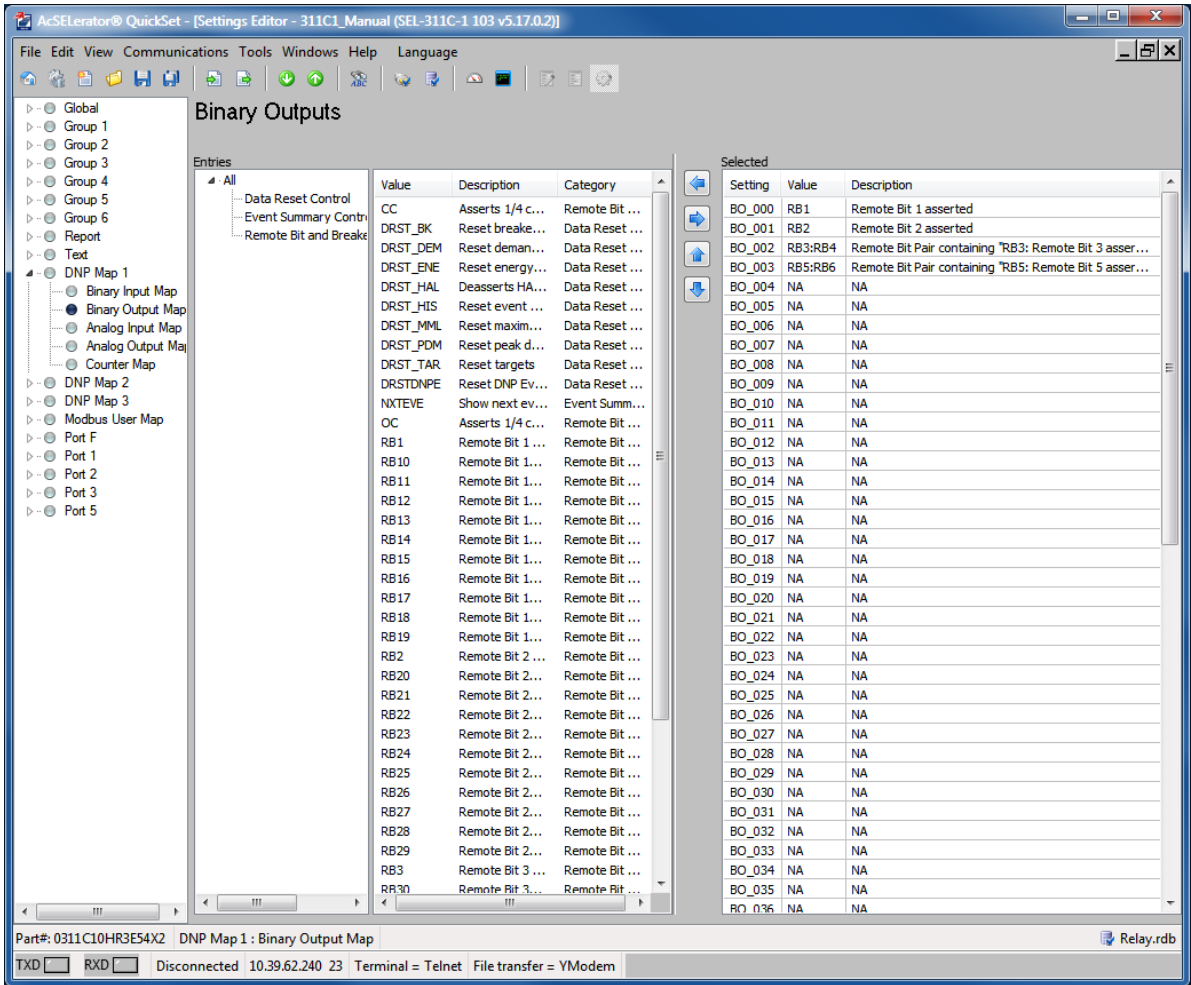 AcSELerator® QuickSet - [Settings Editor - 311C1_Manual (SEL-311C-1 103 v5.17.0.2)]
File Edit View Communications Tools Windows Help Language
Global
Group 1
Group 2
Group 3
Group 4
Group 5
Group 6
Report
Text
DNP Map 1
Binary Input Map
Binary Output Map
Analog Input Map
Analog Output Map
Counter Map
DNP Map 2
DNP Map 3
Modbus User Map
Port F
Port 1
Port 2
Port 3
Port 5
Binary Outputs
Entries
All
Data Reset Control
Event Summary Contr
Remote Bit and Breake
Value Description Category
CC Asserts 1/4 c... Remote Bit ...
DRST_BK Reset breake... Data Reset ...
DRST_DEM Reset deman... Data Reset ...
DRST_ENE Reset energy... Data Reset ...
DRST_HAL Deasserts HA... Data Reset ...
DRST_HIS Reset event ... Data Reset ...
DRST_MML Reset maxim... Data Reset ...
DRST_PDM Reset peak d... Data Reset ...
DRST_TAR Reset targets Data Reset ...
DRSTDNPE Reset DNP Ev... Data Reset ...
NXTEVE Show next ev... Event Summ...
OC Asserts 1/4 c... Remote Bit ...
RB1 Remote Bit 1 ... Remote Bit ...
RB10 Remote Bit 1... Remote Bit ...
RB11 Remote Bit 1... Remote Bit ...
RB12 Remote Bit 1... Remote Bit ...
RB13 Remote Bit 1... Remote Bit ...
RB14 Remote Bit 1... Remote Bit ...
RB15 Remote Bit 1... Remote Bit ...
RB16 Remote Bit 1... Remote Bit ...
RB17 Remote Bit 1... Remote Bit ...
RB18 Remote Bit 1... Remote Bit ...
RB19 Remote Bit 1... Remote Bit ...
RB2 Remote Bit 2 ... Remote Bit ...
RB20 Remote Bit 2... Remote Bit ...
RB21 Remote Bit 2... Remote Bit ...
RB22 Remote Bit 2... Remote Bit ...
RB23 Remote Bit 2... Remote Bit ...
RB24 Remote Bit 2... Remote Bit ...
RB25 Remote Bit 2... Remote Bit ...
RB26 Remote Bit 2... Remote Bit ...
RB27 Remote Bit 2... Remote Bit ...
RB28 Remote Bit 2... Remote Bit ...
RB29 Remote Bit 2... Remote Bit ...
RB3 Remote Bit 3 ... Remote Bit ...
RB30 Remote Bit 3... Remote Bit ...
Selected
Setting Value Description
BO_000 RB1 Remote Bit 1 asserted
BO_001 RB2 Remote Bit 2 asserted
BO_002 RB3:RB4 Remote Bit Pair containing "RB3: Remote Bit 3 asser...
BO_003 RB5:RB6 Remote Bit Pair containing "RB5: Remote Bit 5 asser...
BO_004 NA NA
BO_005 NA NA
BO_006 NA NA
BO_007 NA NA
BO_008 NA NA
BO_009 NA NA
BO_010 NA NA
BO_011 NA NA
BO_012 NA NA
BO_013 NA NA
BO_014 NA NA
BO_015 NA NA
BO_016 NA NA
BO_017 NA NA
BO_018 NA NA
BO_019 NA NA
BO_020 NA NA
BO_021 NA NA
BO_022 NA NA
BO_023 NA NA
BO_024 NA NA
BO_025 NA NA
BO_026 NA NA
BO_027 NA NA
BO_028 NA NA
BO_029 NA NA
BO_030 NA NA
BO_031 NA NA
BO_032 NA NA
BO_033 NA NA
BO_034 NA NA
BO_035 NA NA
BO_036 NA NA
Part#: 0311C10HR3E54X2 DNP Map 1 : Binary Output Map Relay.rdb
TXD RXD Disconnected 10.39.62.240 23 Terminal = Telnet File transfer = YModem